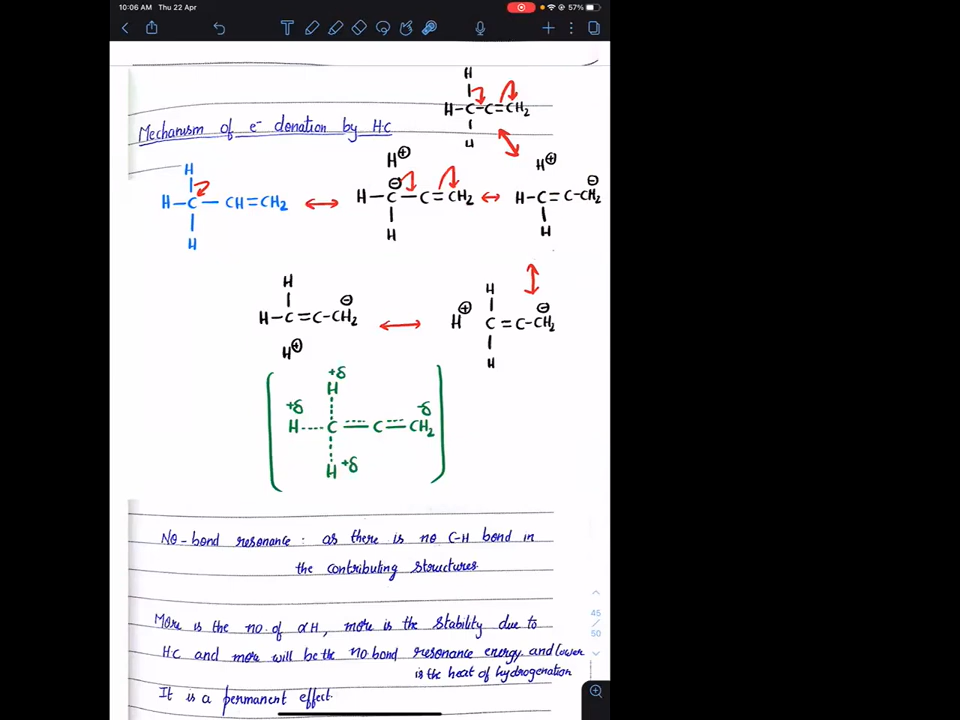 10:06 AM Thu 22 Apr
57%
H
H-C-C=CH2
H
Mechanism of e⁻ donation by H·C
H⊕
H⊕
H
H-C-CH=CH2
H
⊖
H-C-C=CH2
H
⊖
H-C=C-CH2
H
H
⊖
H-C=C-CH2
H⊕
H
⊖
H⊕ C=C-CH2
H
+δ
H
+δ
-δ
H----C=C=CH2
H +δ
No-bond resonance: as there is no C-H bond in
the contributing structures
More is the no. of αH, more is the stability due to
HC and more will be the no bond resonance energy and lower
is the heat of hydrogenation
It is a permanent effect.
45
/
50